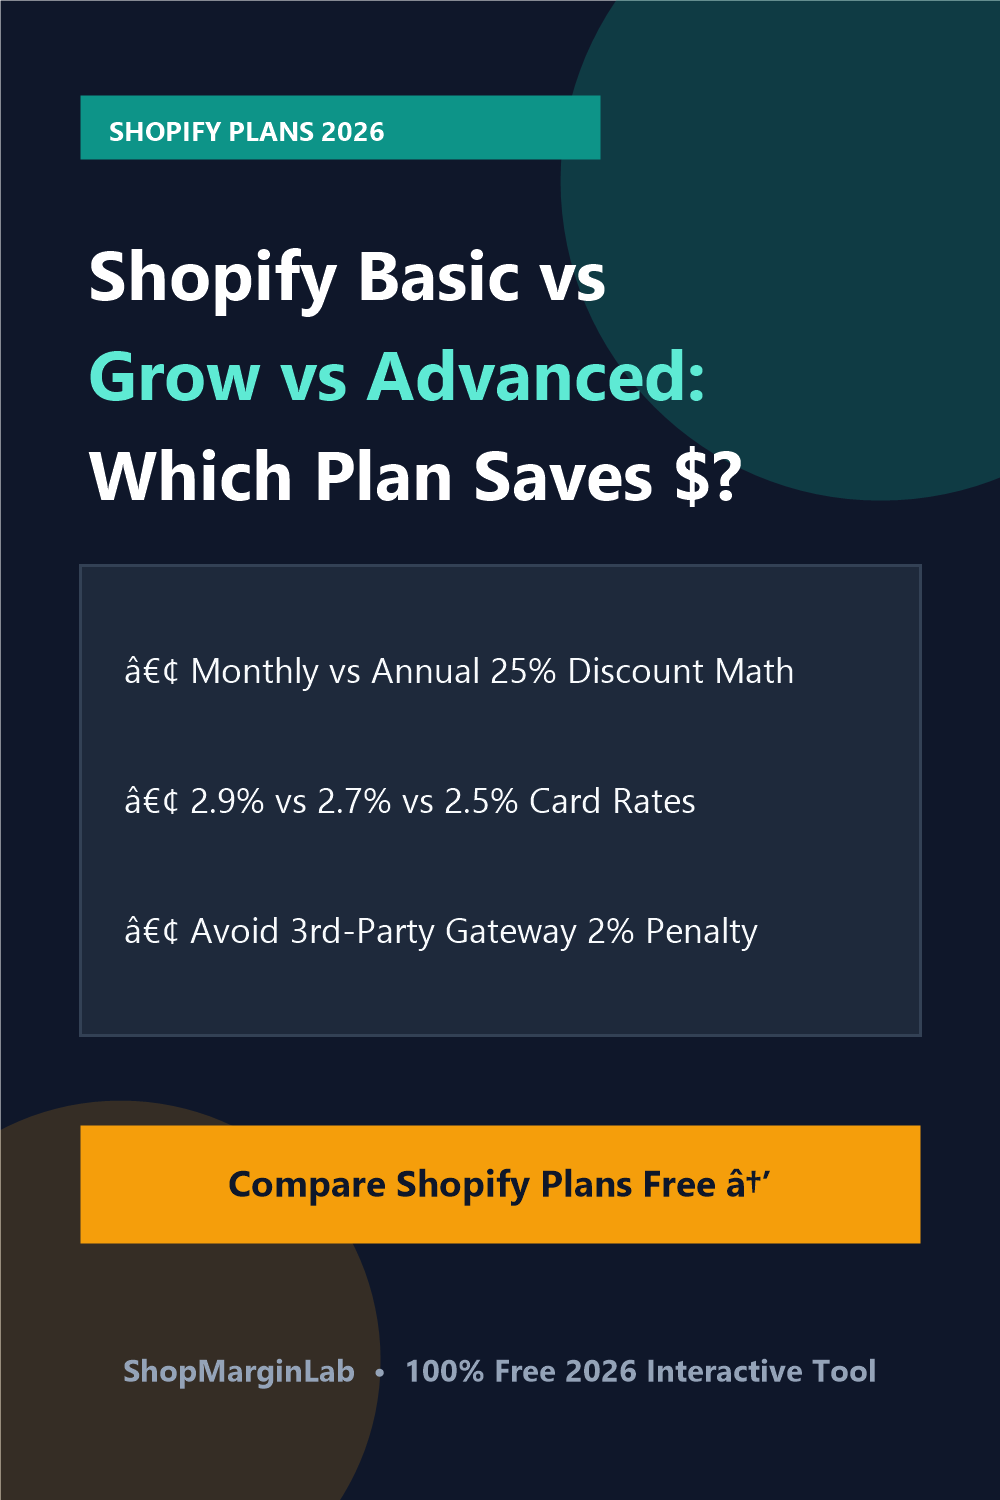 SHOPIFY PLANS 2026
Shopify Basic vs
Grow vs Advanced:
Which Plan Saves $?
â€¢ Monthly vs Annual 25% Discount Math
â€¢ 2.9% vs 2.7% vs 2.5% Card Rates
â€¢ Avoid 3rd-Party Gateway 2% Penalty
Compare Shopify Plans Free â†’
ShopMarginLab • 100% Free 2026 Interactive Tool